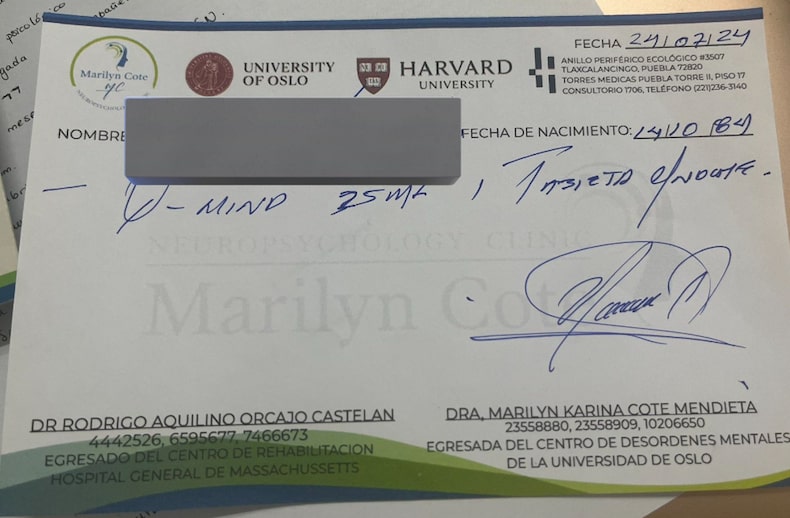 psicológico
Marilyn Cote
UNIVERSITY
OF OSLO
HARVARD
UNIVERSITY
FECHA 24/07/24
ANILLO PERIFÉRICO ECOLÓGICO #3507
TLAXCALANCINGO, PUEBLA 72820
TORRES MEDICAS PUEBLA TORRE II, PISO 17
CONSULTORIO 1706, TELÉFONO (221)236-3140
NOMBRE
FECHA DE NACIMIENTO: 14/10/84
- MIND 25 1 TABLETA
NEUROPSYCHOLOGY CLINIC
Marilyn Cote
DR RODRIGO AQUILINO ORCAJO CASTELAN
4442526, 6595677, 7466673
EGRESADO DEL CENTRO DE REHABILITACION
HOSPITAL GENERAL DE MASSACHUSSETTS
DRA, MARILYN KARINA COTE MENDIETA
23558880, 23558909, 10206650
EGRESADA DEL CENTRO DE DESORDENES MENTALES
DE LA UNIVERSIDAD DE OSLO